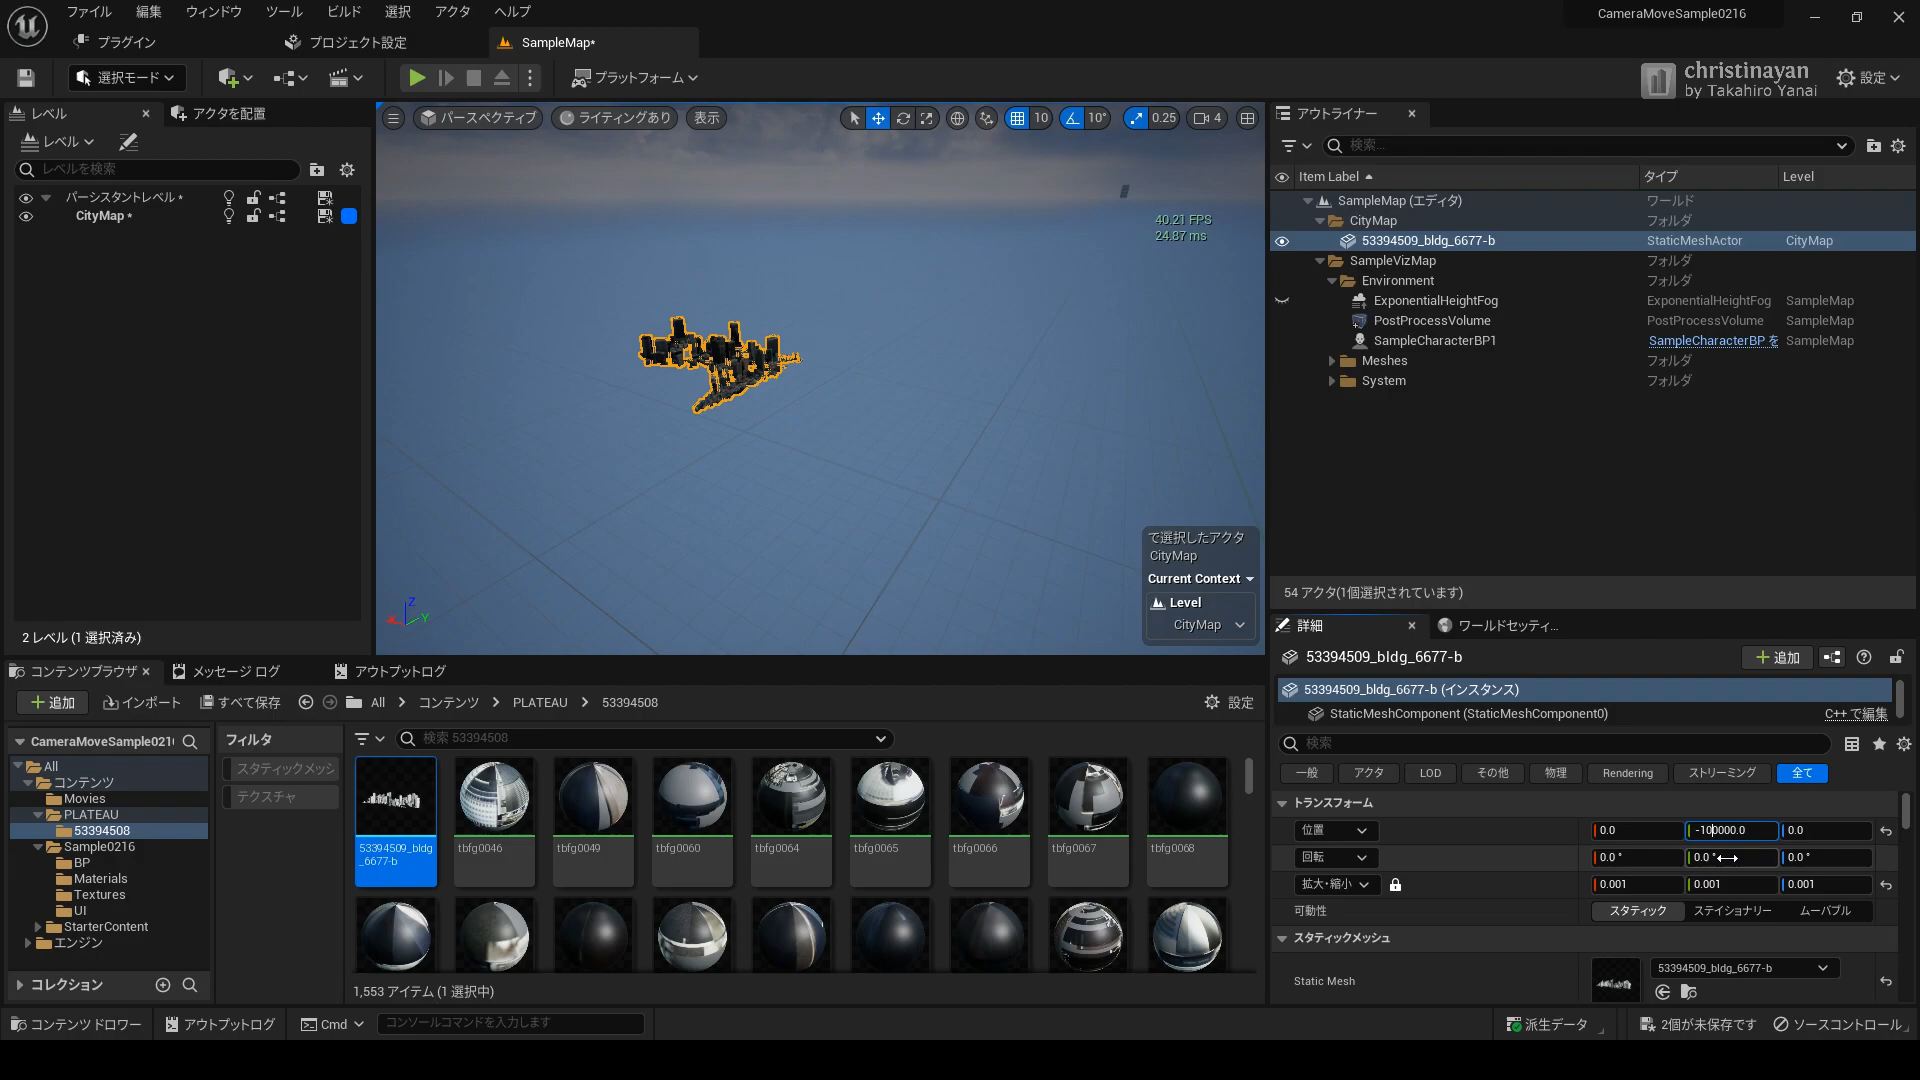 ファイル 編集 ウィンドウ ツール ビルド 選択 アクタ ヘルプ
CameraMoveSample0216
プラグイン
プロジェクト設定
SampleMap*
選択モード
プラットフォーム
christinayan
by Takahiro Yanai
設定
レベル
アクタを配置
レベル
レベルを検索
パーシスタントレベル *
CityMap *
2 レベル (1 選択済み)
パースペクティブ
ライティングあり
表示
10
10°
0.25
4
40.21 FPS
24.87 ms
で選択したアクタ
CityMap
Current Context
Level
CityMap
Z
X
Y
アウトライナー
検索...
Item Label タイプ Level
SampleMap (エディタ) ワールド
CityMap フォルダ
53394509_bldg_6677-b StaticMeshActor CityMap
SampleVizMap フォルダ
Environment フォルダ
ExponentialHeightFog ExponentialHeightFog SampleMap
PostProcessVolume PostProcessVolume SampleMap
SampleCharacterBP1 SampleCharacterBP を SampleMap
Meshes フォルダ
System フォルダ
54 アクタ(1個選択されています)
詳細
ワールドセッティ...
53394509_bldg_6677-b
追加
53394509_bldg_6677-b (インスタンス)
StaticMeshComponent (StaticMeshComponent0)
C++ で編集
検索
一般 アクタ LOD その他 物理 Rendering ストリーミング 全て
トランスフォーム
位置 0.0 -100000.0 0.0
回転 0.0 ° 0.0 ° 0.0 °
拡大・縮小 0.001 0.001 0.001
可動性 スタティック ステイショナリー ムーバブル
スタティックメッシュ
Static Mesh 53394509_bldg_6677-b
コンテンツブラウザ
メッセージ ログ
アウトプットログ
追加 インポート すべて保存
All コンテンツ PLATEAU 53394508
設定
CameraMoveSample021
All
コンテンツ
Movies
PLATEAU
53394508
Sample0216
BP
Materials
Textures
UI
StarterContent
エンジン
コレクション
フィルタ
スタティックメッシ
テクスチャ
検索 53394508
53394509_bldg
_6677-b
tbfg0046
tbfg0049
tbfg0060
tbfg0064
tbfg0065
tbfg0066
tbfg0067
tbfg0068
1,553 アイテム (1 選択中)
コンテンツドロワー
アウトプットログ
Cmd
コンソールコマンドを入力します
派生データ
2個が未保存です
ソースコントロール